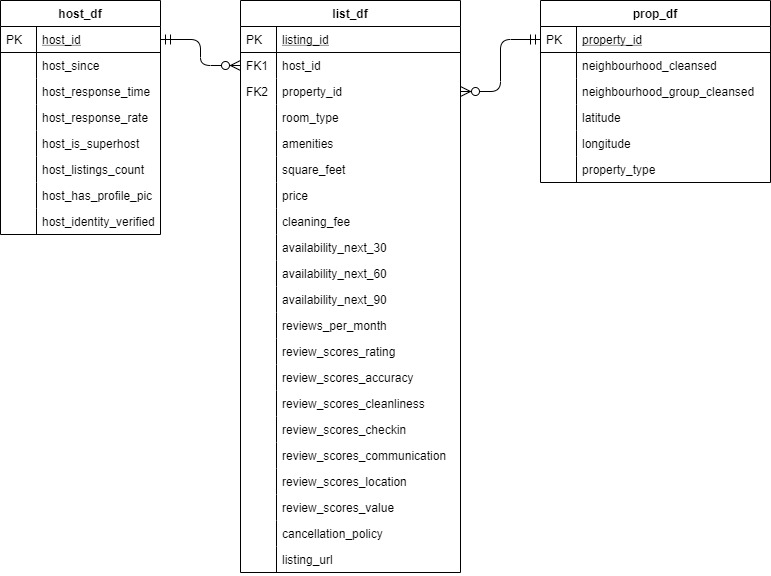 host_df
PK host_id
host_since
host_response_time
host_response_rate
host_is_superhost
host_listings_count
host_has_profile_pic
host_identity_verified
list_df
PK listing_id
FK1 host_id
FK2 property_id
room_type
amenities
square_feet
price
cleaning_fee
availability_next_30
availability_next_60
availability_next_90
reviews_per_month
review_scores_rating
review_scores_accuracy
review_scores_cleanliness
review_scores_checkin
review_scores_communication
review_scores_location
review_scores_value
cancellation_policy
listing_url
prop_df
PK property_id
neighbourhood_cleansed
neighbourhood_group_cleansed
latitude
longitude
property_type